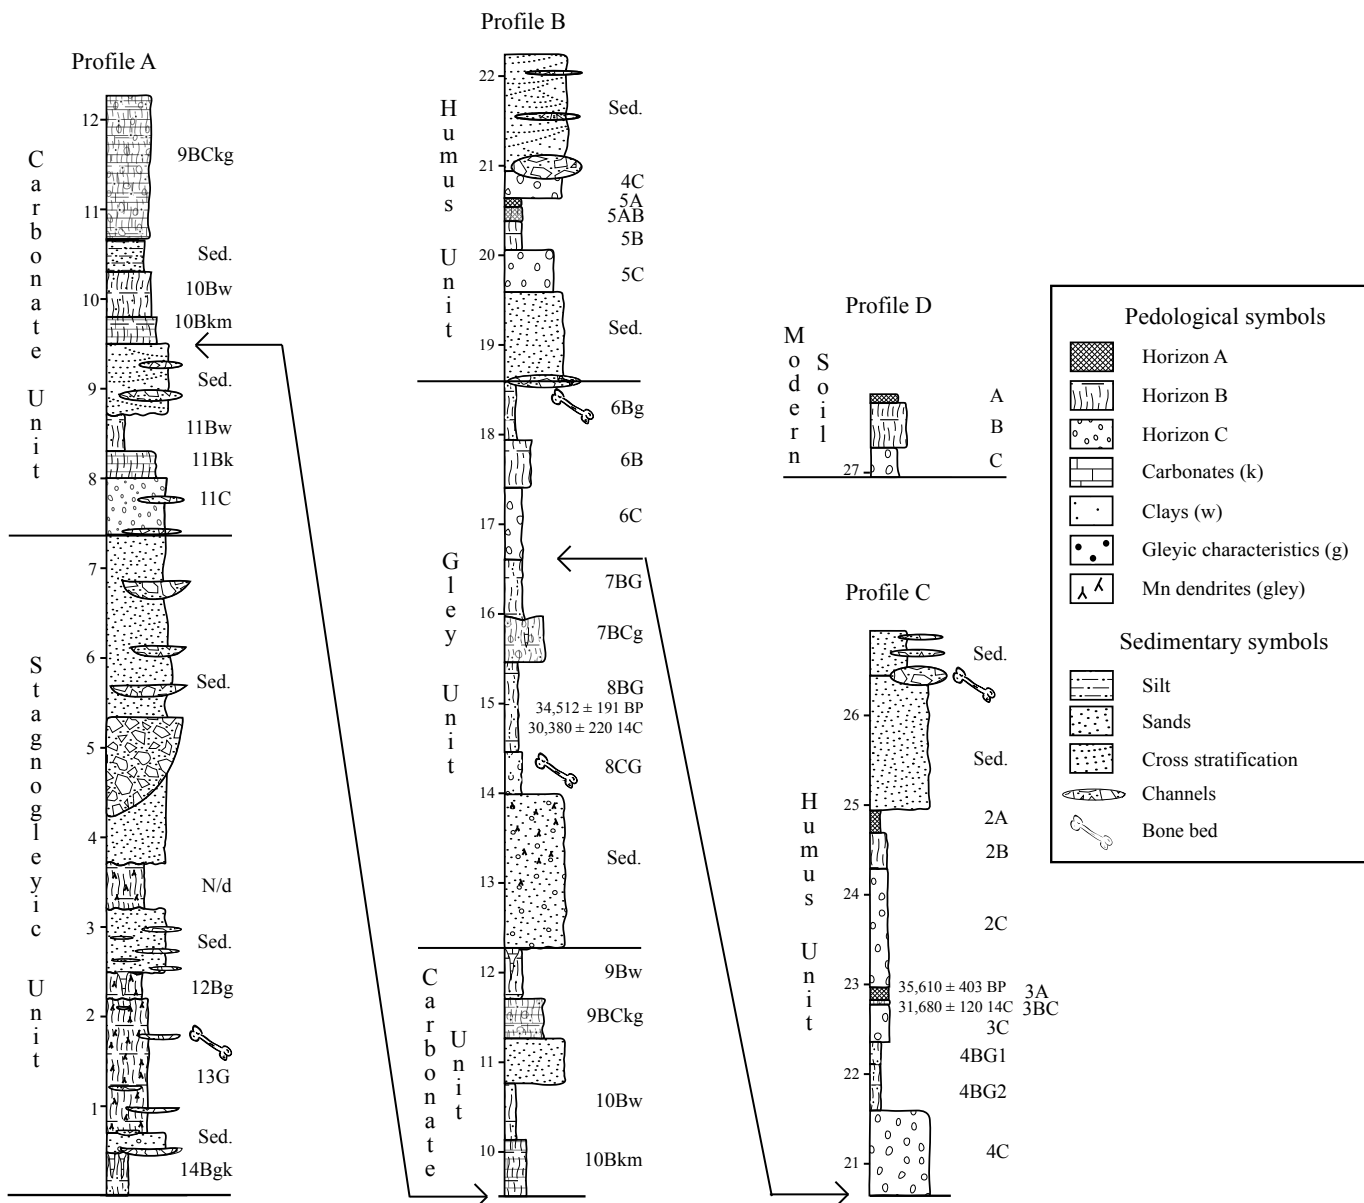 Profile A
12
11
10
9
8
7
6
5
4
3
2
1
Carbonate Unit
Stagnogleyic Unit
9BCkg
Sed.
10Bw
10Bkm
Sed.
11Bw
11Bk
11C
Sed.
N/d
Sed.
12Bg
13G
Sed.
14Bgk
Profile B
22
21
20
19
18
17
16
15
14
13
12
11
10
Humus Unit
Gley Unit
Carbonate Unit
Sed.
4C
5A
5AB
5B
5C
Sed.
6Bg
6B
6C
7BG
7BCg
8BG
34,512 ± 191 BP
30,380 ± 220 14C
8CG
Sed.
9Bw
9BCkg
10Bw
10Bkm
Profile D
Modern Soil
A
B
C
27
Profile C
26
25
24
23
22
21
Humus Unit
Sed.
Sed.
2A
2B
2C
35,610 ± 403 BP
3A
31,680 ± 120 14C
3BC
3C
4BG1
4BG2
4C
Pedological symbols
Horizon A
Horizon B
Horizon C
Carbonates (k)
Clays (w)
Gleyic characteristics (g)
Mn dendrites (gley)
Sedimentary symbols
Silt
Sands
Cross stratification
Channels
Bone bed